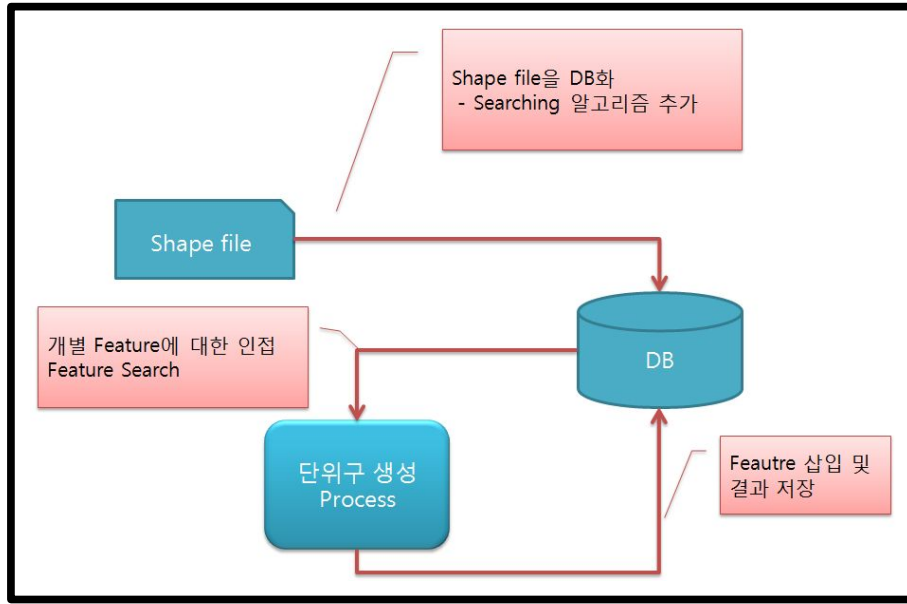 Shape file을 DB화
- Searching 알고리즘 추가
Shape file
개별 Feature에 대한 인접
Feature Search
DB
단위구 생성
Process
Feautre 삽입 및
결과 저장